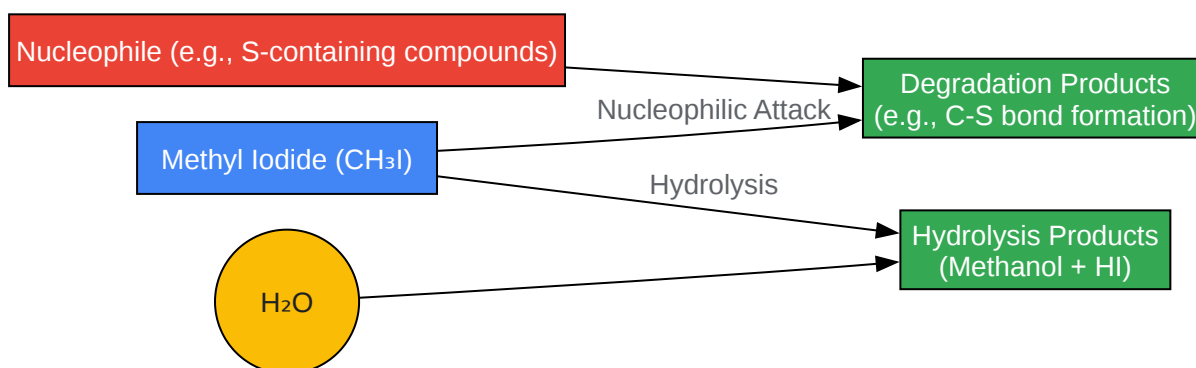 Nucleophile (e.g., S-containing compounds)
Degradation Products
(e.g., C-S bond formation)
Nucleophilic Attack
Methyl Iodide (CH₃I)
Hydrolysis
Hydrolysis Products
(Methanol + HI)
H₂O